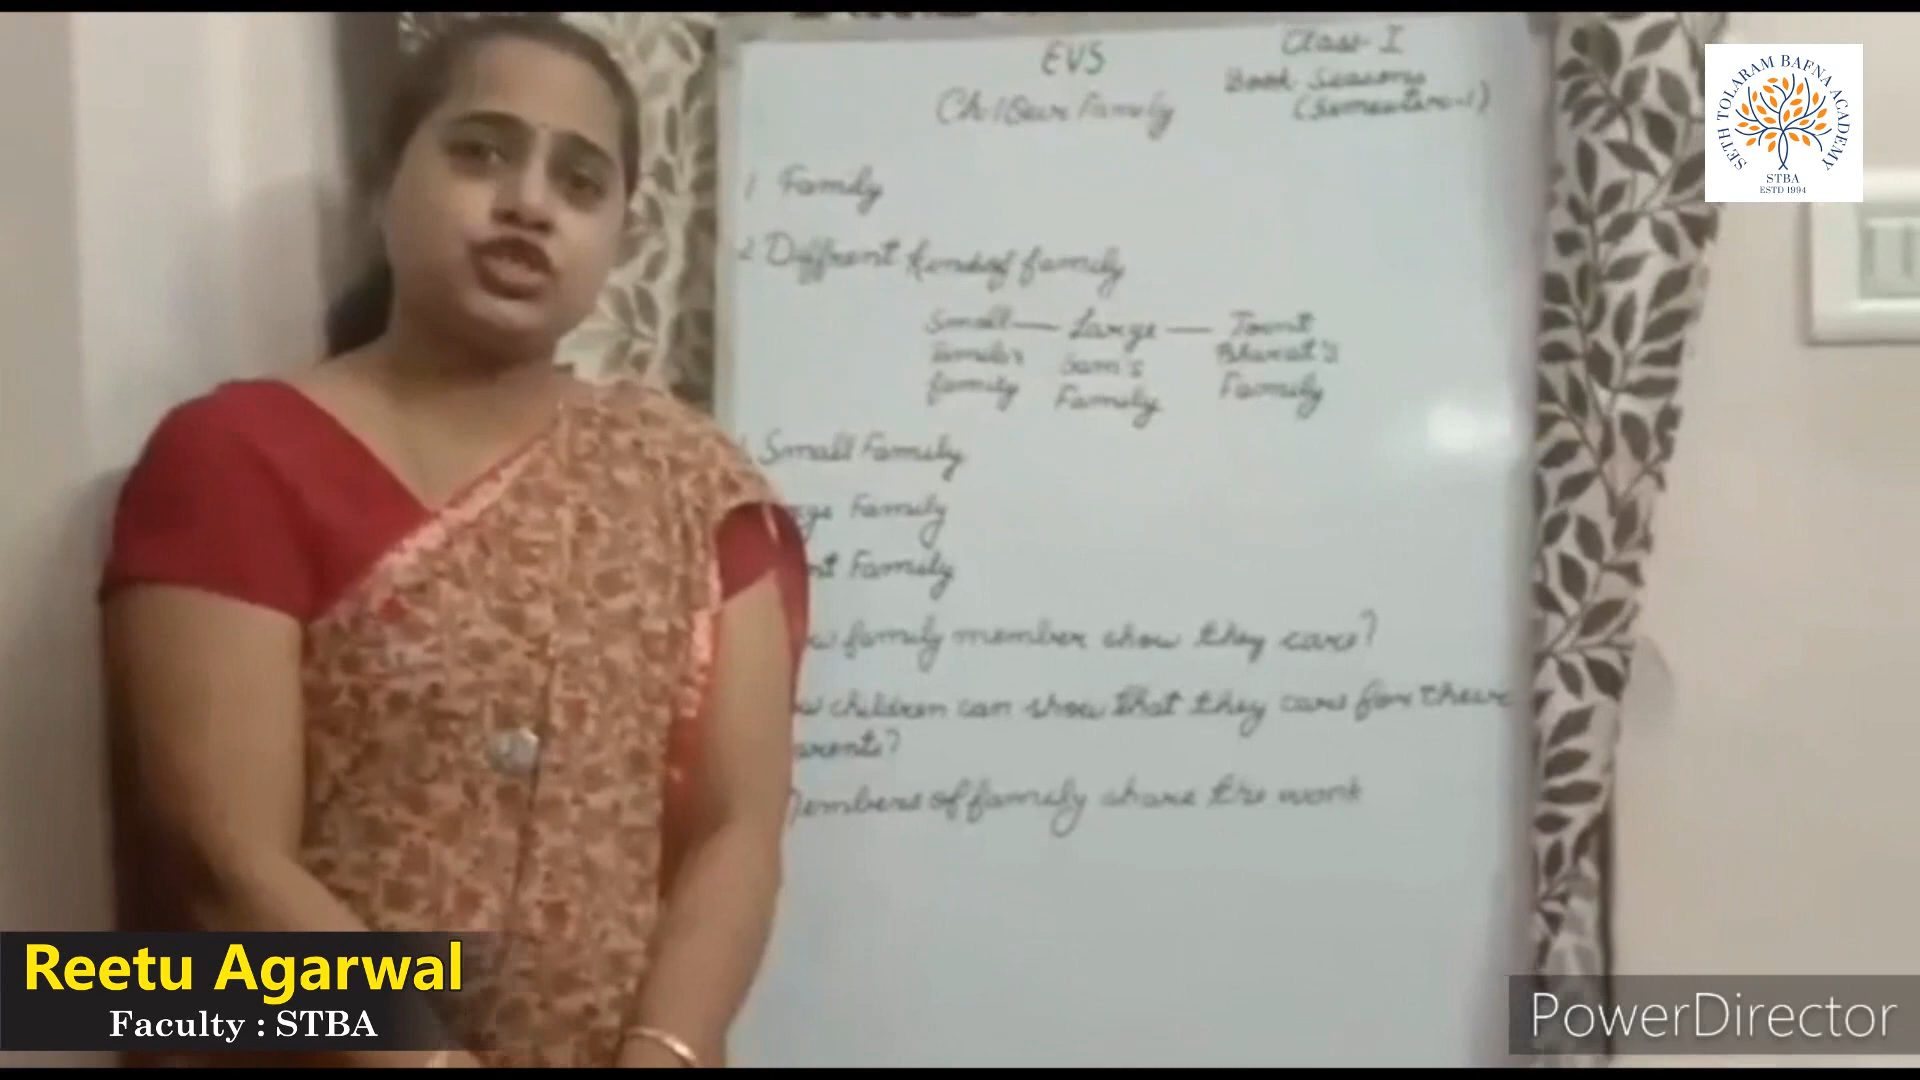 EVS
Class I
Book Seasons
(Semester-1)
Ch-1 Our Family
1 Family
2 Diffrent kind of family
Small — Large — Joint
family Sam's Bharat's
Family Family
Small Family
Family
Family
family member show they care?
children can show that they care for their
Members of family share the work
SETH TOLARAM BAFNA ACADEMY
STBA
ESTD 1994
Reetu Agarwal
Faculty : STBA
PowerDirector